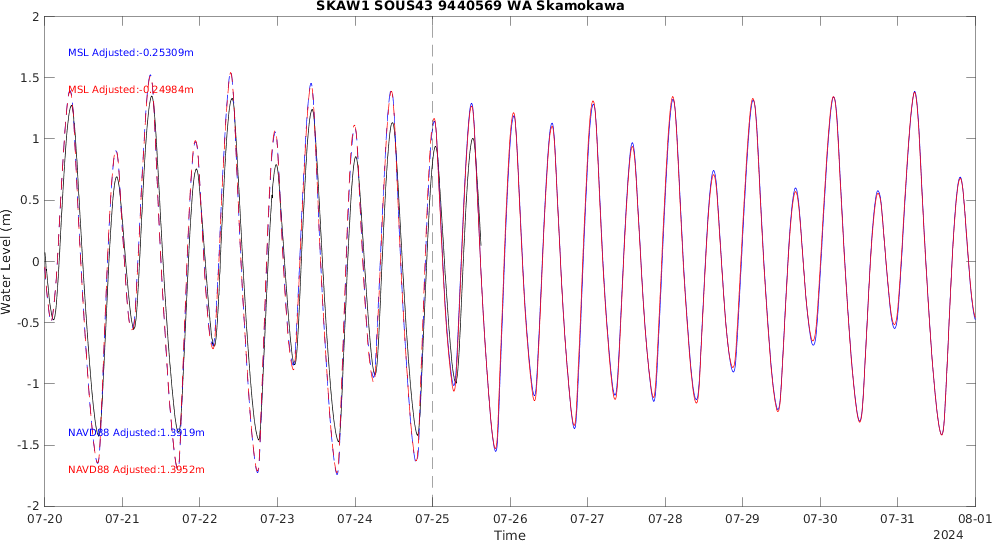 SKAW1 SOUS43 9440569 WA Skamokawa
MSL Adjusted:-0.25309m
MSL Adjusted:-0.24984m
NAVD88 Adjusted:1.3919m
NAVD88 Adjusted:1.3952m
Water Level (m)
2
1.5
1
0.5
0
-0.5
-1
-1.5
-2
07-20 07-21 07-22 07-23 07-24 07-25 07-26 07-27 07-28 07-29 07-30 07-31 08-01
Time
2024